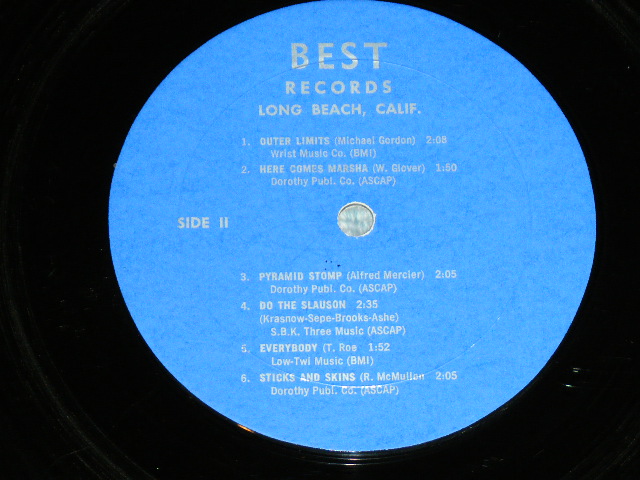 BEST
RECORDS
LONG BEACH, CALIF.
1. OUTER LIMITS (Michael Gordon) 2:08
Wrist Music Co. (BMI)
2. HERE COMES MARSHA (W. Glover) 1:50
Dorothy Publ. Co. (ASCAP)
SIDE II
3. PYRAMID STOMP (Alfred Mercier) 2:05
Dorothy Publ. Co. (ASCAP)
4. DO THE SLAUSON 2:35
(Krasnow-Sepe-Brooks-Ashe)
S.B.K. Three Music (ASCAP)
5. EVERYBODY (T. Roe 1:52
Low-Twi Music (BMI)
6. STICKS AND SKINS (R. McMullen 2:05
Dorothy Publ. Co. (ASCAP)